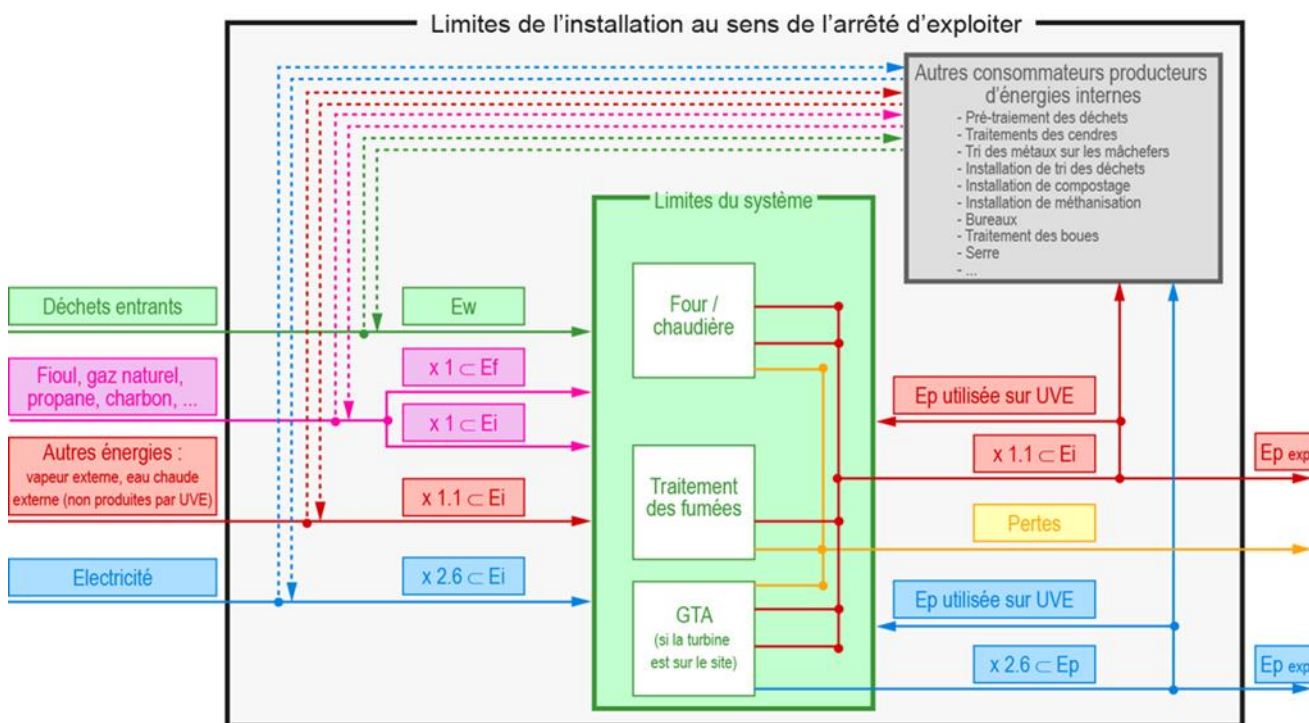 Limites de l'installation au sens de l'arrêté d'exploiter
Autres consommateurs producteurs
d'énergies internes
- Pré-traiement des déchets
- Traitements des cendres
- Tri des métaux sur les mâchefers
- Installation de tri des déchets
- Installation de compostage
- Installation de méthanisation
- Bureaux
- Traitement des boues
- Serre
- ...
Limites du système
Déchets entrants
Ew
Four /
chaudière
Fioul, gaz naturel,
propane, charbon, ...
x 1 ⊂ Ef
x 1 ⊂ Ei
Ep utilisée sur UVE
Autres énergies :
vapeur externe, eau chaude
externe (non produites par UVE)
x 1.1 ⊂ Ei
Traitement
des fumées
x 1.1 ⊂ Ei
Ep exp
Pertes
Electricité
x 2.6 ⊂ Ei
GTA
(si la turbine
est sur le site)
Ep utilisée sur UVE
x 2.6 ⊂ Ep
Ep exp